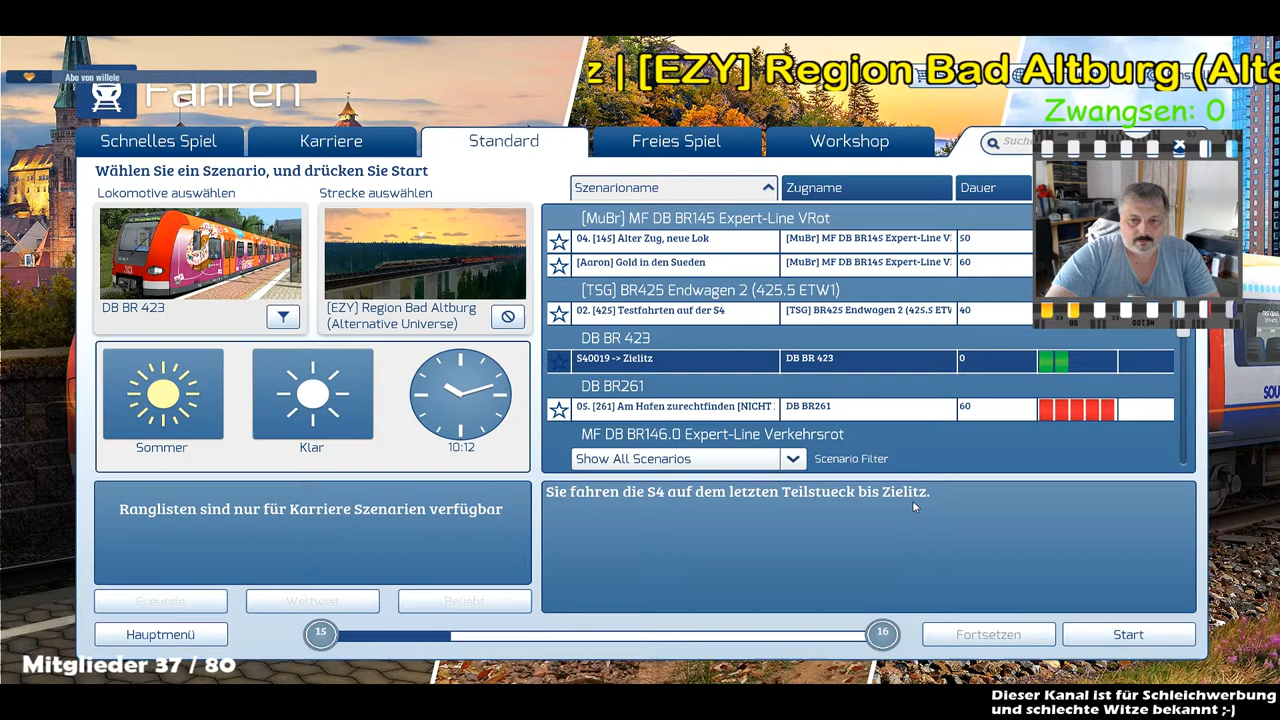 z | [EZY] Region Bad Altburg (Alte
Abo von willele
Fahren
Zwangsen: 0
Schnelles Spiel
Karriere
Standard
Freies Spiel
Workshop
Suche
Wählen Sie ein Szenario, und drücken Sie Start
Lokomotive auswählen
Strecke auswählen
DB BR 423
[EZY] Region Bad Altburg
(Alternative Universe)
Sommer
Klar
10:12
Szenarioname
Zugname
Dauer
[MuBr] MF DB BR145 Expert-Line VRot
04. [145] Alter Zug, neue Lok
[MuBr] MF DB BR145 Expert-Line V
50
[Aaron] Gold in den Sueden
[MuBr] MF DB BR145 Expert-Line V
60
[TSG] BR425 Endwagen 2 (425.5 ETW1)
02. [425] Testfahrten auf der S4
[TSG] BR425 Endwagen 2 (425.5 ETV
40
DB BR 423
S40019 -> Zielitz
DB BR 423
0
DB BR261
05. [261] Am Hafen zurechtfinden [NICHT
DB BR261
60
MF DB BR146.0 Expert-Line Verkehrsrot
Show All Scenarios
Scenario Filter
Ranglisten sind nur für Karriere Szenarien verfügbar
Sie fahren die S4 auf dem letzten Teilstueck bis Zielitz.
Freunde
Weltweit
Beliebt
Hauptmenü
15
16
Fortsetzen
Start
Mitglieder 37 / 80
Dieser Kanal ist für Schleichwerbung
und schlechte Witze bekannt ;-)